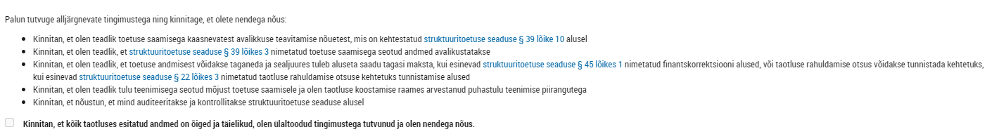 Palun tutvuge alljärgnevate tingimustega ning kinnitage, et olete nendega nõus:
• Kinnitan, et olen teadlik toetuse saamisega kaasnevatest avalikkuse teavitamise nõuetest, mis on kehtestatud struktuuritoetuse seaduse § 39 lõike 10 alusel
• Kinnitan, et olen teadlik, et struktuuritoetuse seaduse § 39 lõikes 3 nimetatud toetuse saamisega seotud andmed avalikustatakse
• Kinnitan, et olen teadlik, et toetuse andmisest võidakse taganeda ja sealjuures tuleb aluseta saadu tagasi maksta, kui esinevad struktuuritoetuse seaduse § 45 lõikes 1 nimetatud finantskorrektsiooni alused, või taotluse rahuldamise otsus võidakse tunnistada kehtetuks,
kui esinevad struktuuritoetuse seaduse § 22 lõikes 3 nimetatud taotluse rahuldamise otsuse kehtetuks tunnistamise alused
• Kinnitan, et olen teadlik tulu teenimisega seotud mõjust toetuse saamisele ja olen taotluse koostamise raames arvestanud puhastulu teenimise piirangutega
• Kinnitan, et nõustun, et mind auditeeritakse ja kontrollitakse struktuuritoetuse seaduse alusel
Kinnitan, et kõik taotluses esitatud andmed on õiged ja täielikud, olen ülaltoodud tingimustega tutvunud ja olen nendega nõus.